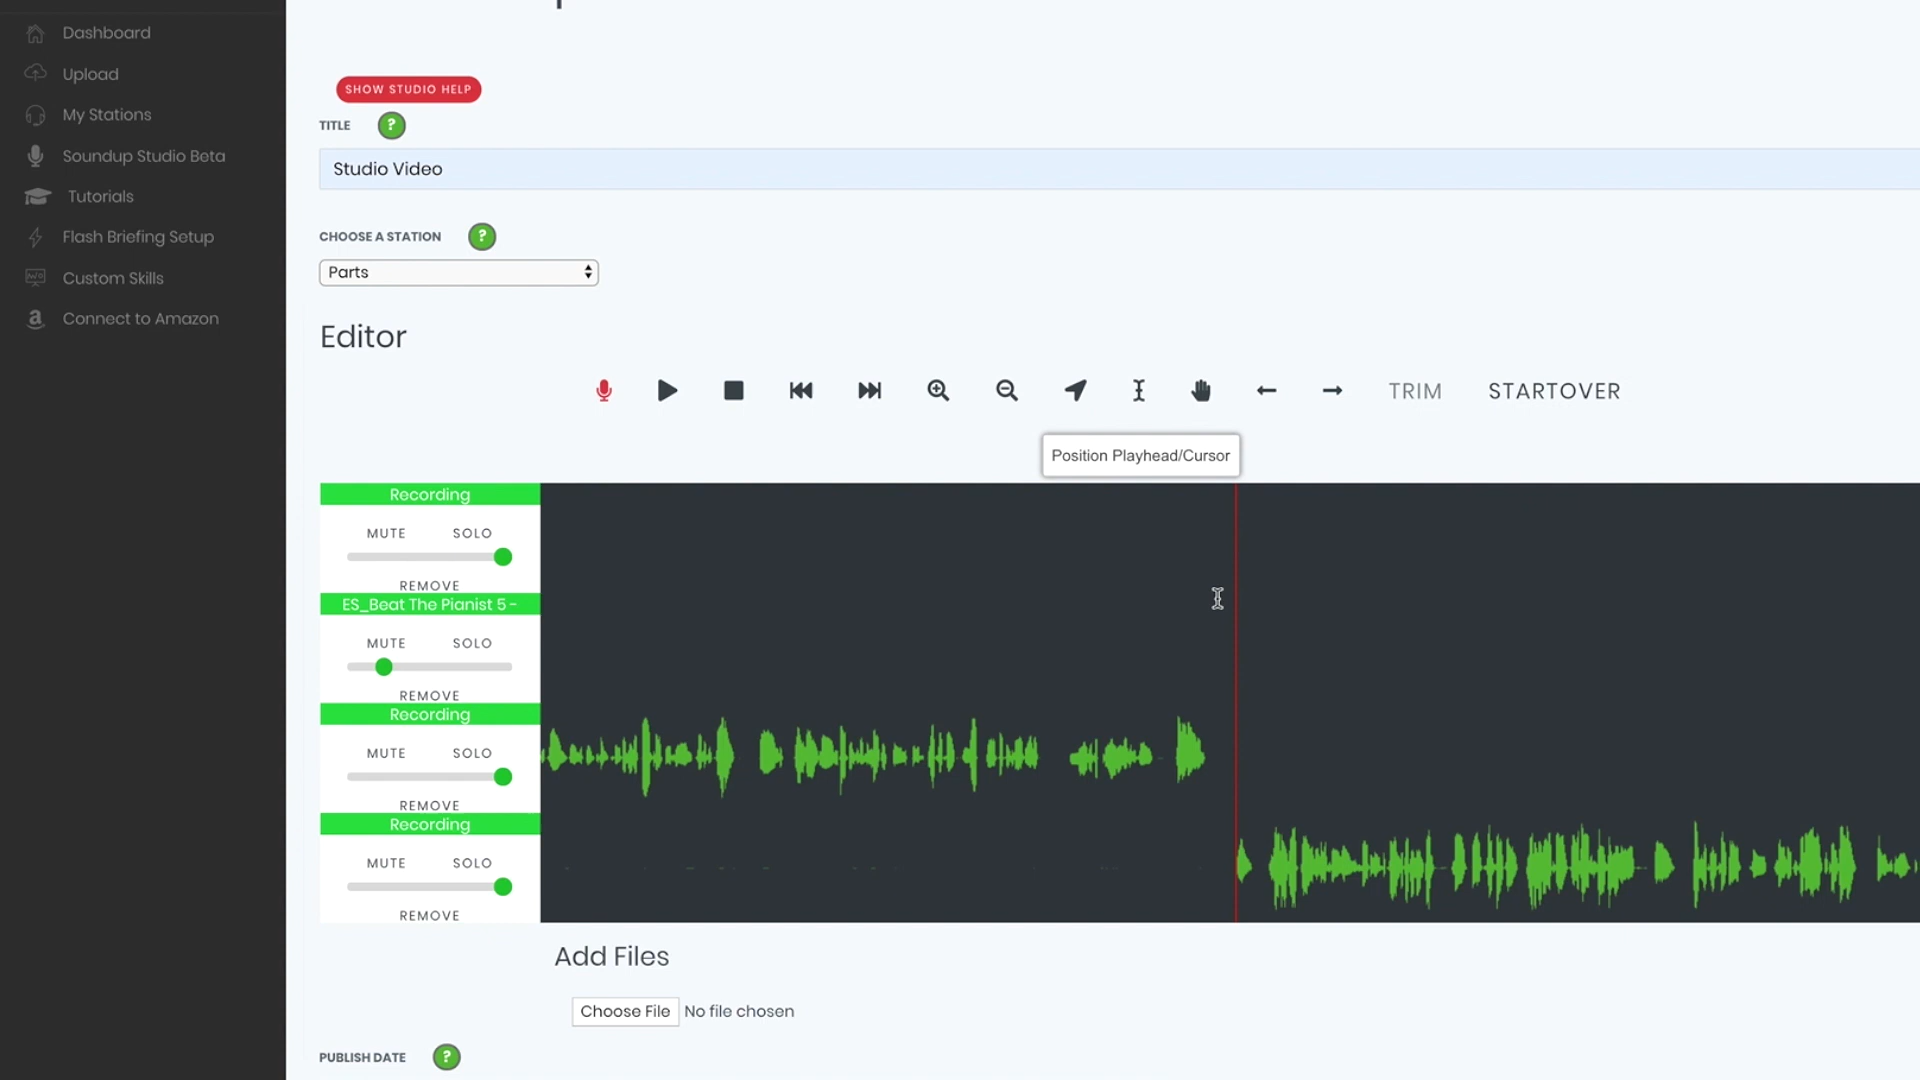 Dashboard
Upload
My Stations
Soundup Studio Beta
Tutorials
Flash Briefing Setup
Custom Skills
Connect to Amazon
SHOW STUDIO HELP
TITLE ?
Studio Video
CHOOSE A STATION ?
Parts
Editor
TRIM STARTOVER
Position Playhead/Cursor
Recording
MUTE SOLO
REMOVE
ES_Beat The Pianist 5 -
MUTE SOLO
REMOVE
Recording
MUTE SOLO
REMOVE
Recording
MUTE SOLO
REMOVE
Add Files
Choose File No file chosen
PUBLISH DATE ?